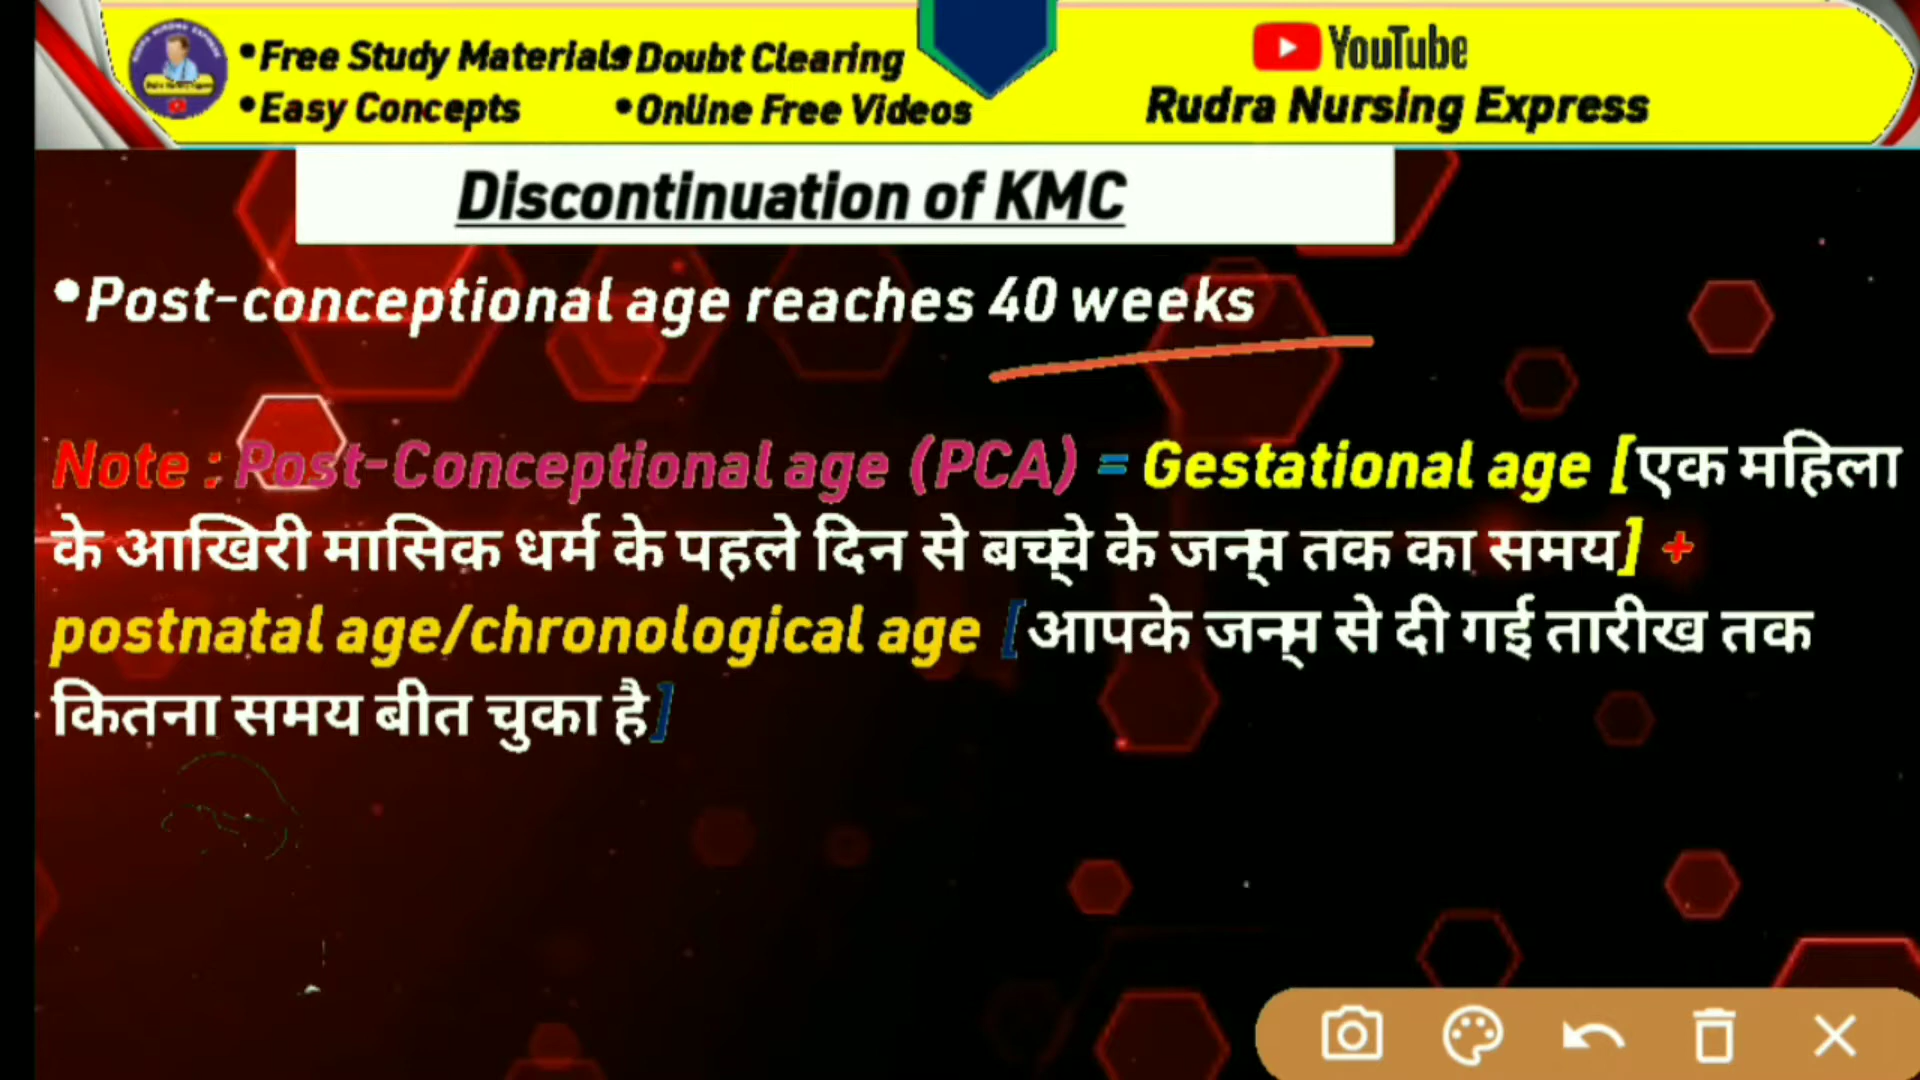 •Free Study Materials •Doubt Clearing
•Easy Concepts •Online Free Videos
YouTube
Rudra Nursing Express
Discontinuation of KMC
•Post-conceptional age reaches 40 weeks
Note : Post-Conceptional age (PCA) = Gestational age [एक महिला
के आखिरी मासिक धर्म के पहले दिन से बच्चे के जन्म तक का समय] +
postnatal age/chronological age [आपके जन्म से दी गई तारीख तक
कितना समय बीत चुका है]